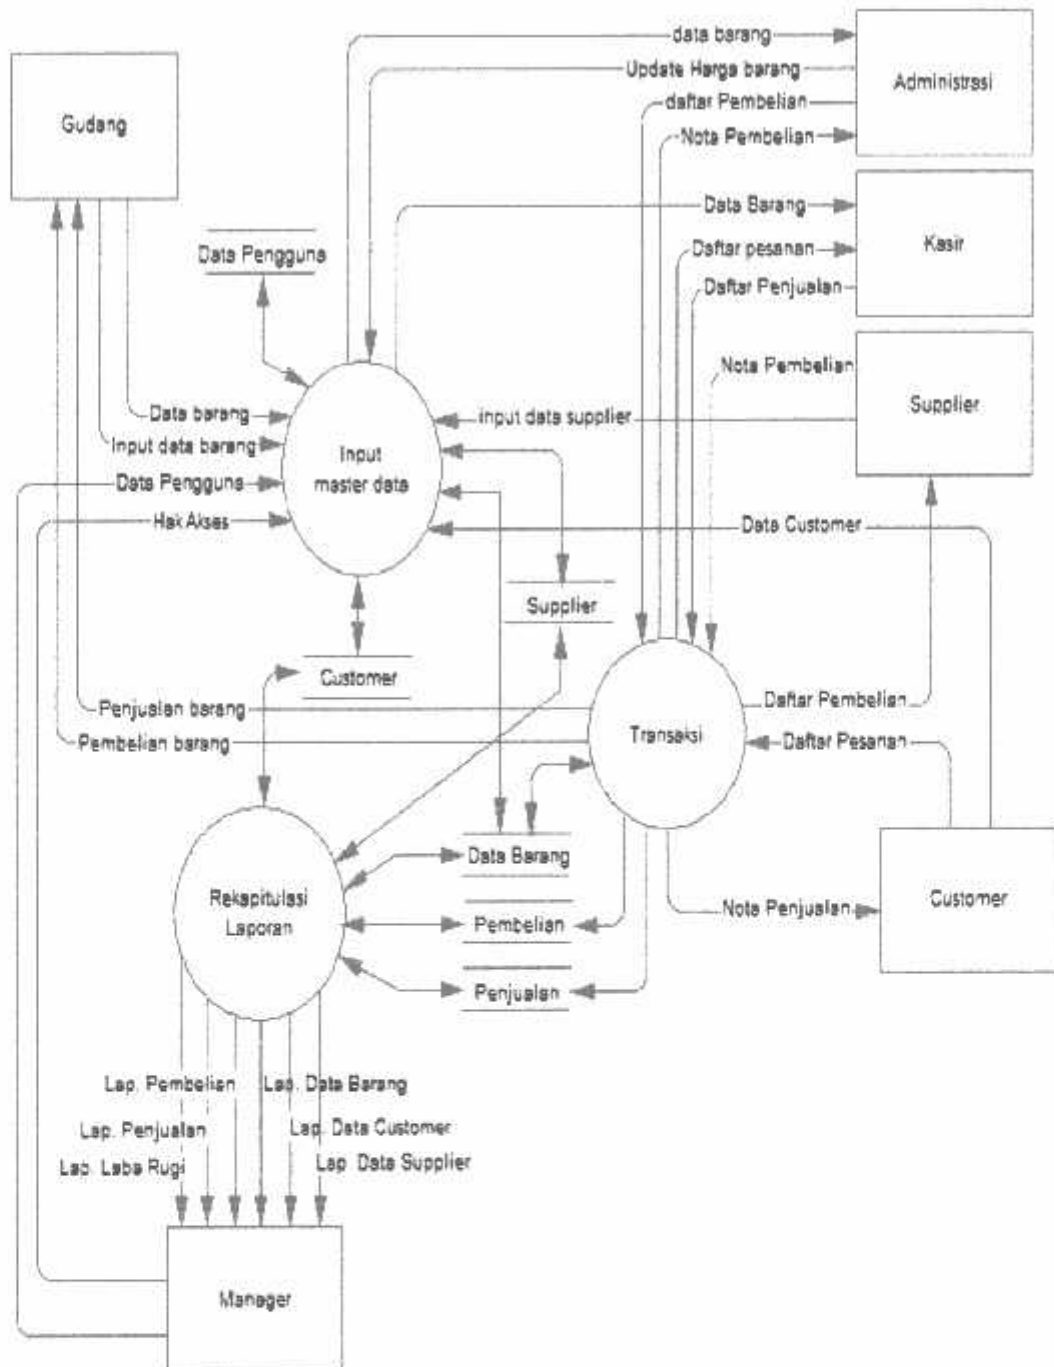 data barang
Update Harga barang
daftar Pembelian
Nota Pembelian
Administrasi
Gudang
Data Barang
Daftar pesanan
Daftar Penjualan
Kasir
Data Pengguna
Nota Pembelian
Supplier
Data barang
Input data barang
Data Pengguna
Hak Akses
Input
master data
input data supplier
Data Customer
Supplier
Customer
Penjualan barang
Pembelian barang
Transaksi
Daftar Pembelian
Daftar Pesanan
Data Barang
Pembelian
Penjualan
Rekapitulasi
Laporan
Nota Penjualan
Customer
Lap. Pembelian
Lap. Data Barang
Lap. Penjualan
Lap. Data Customer
Lap. Laba Rugi
Lap. Data Supplier
Manager